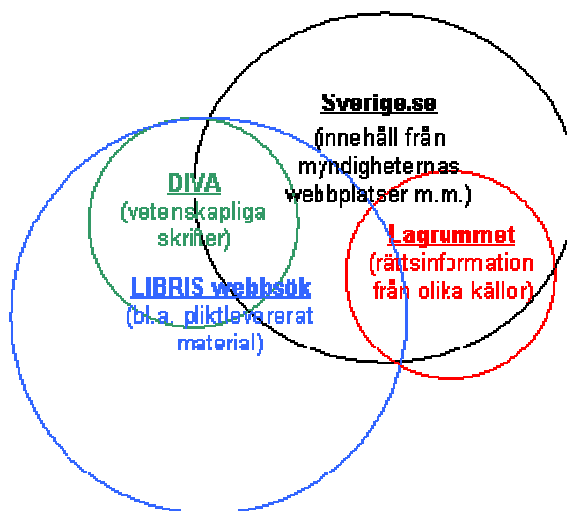 Sverige.se
(innehåll från
myndigheternas
webbplatser m.m.)
DIVA
(vetenskapliga
skrifter)
Lagrummet
(rättsinformation
från olika källor)
LIBRIS webbsök
(bl.a. pliktlevererat
material)